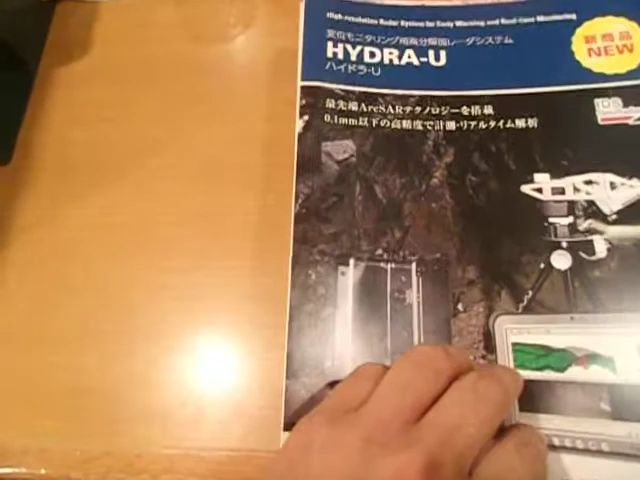 High-resolution Radar System for Early Warning and Real-time Monitoring
変位モニタリング用高分解能レーダシステム
HYDRA-U
ハイドラ-U
新商品
NEW
最先端ArcSARテクノロジーを搭載
0.1mm以下の高精度で計測・リアルタイム解析
IDS